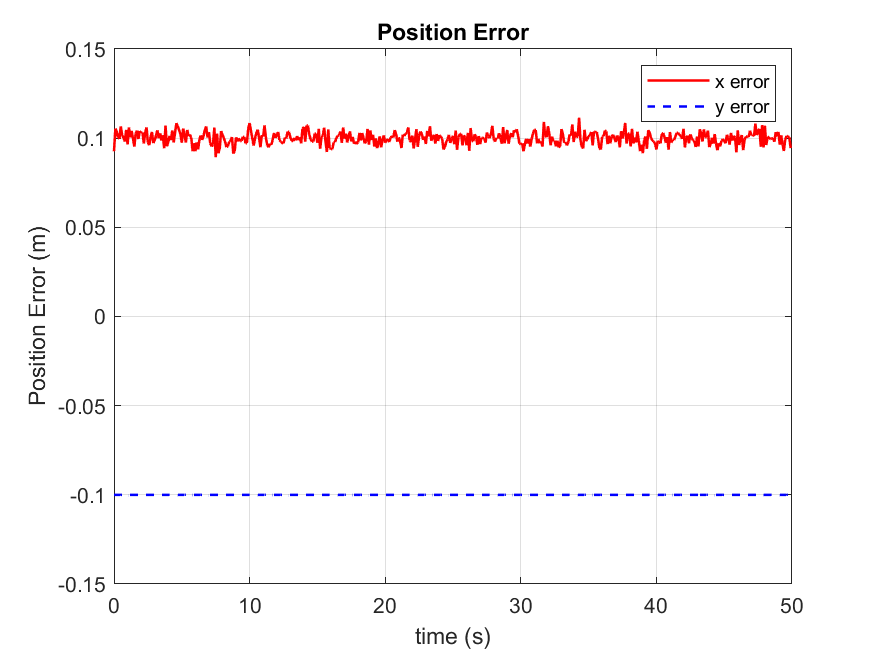 Position Error
0.15
x error
y error
0.1
0.05
Position Error (m)
0
-0.05
-0.1
-0.15
0 10 20 30 40 50
time (s)